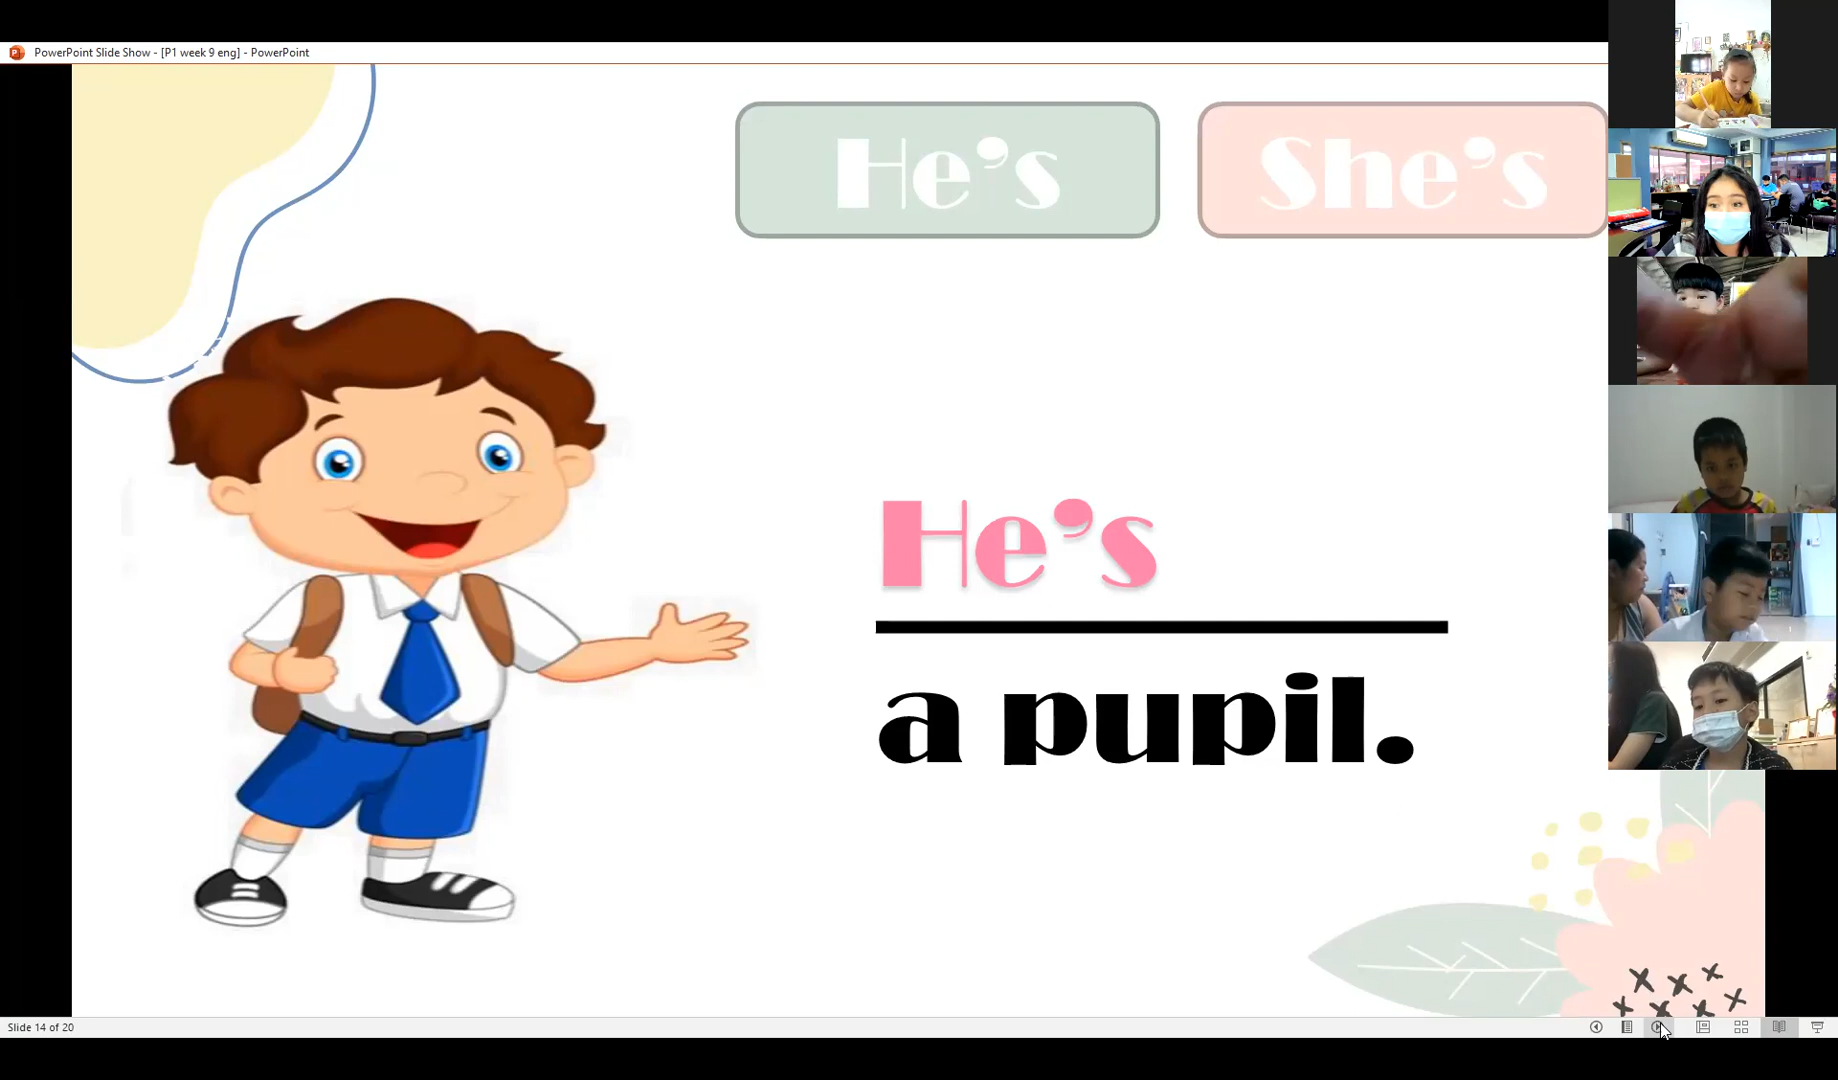 PowerPoint Slide Show - [P1 week 9 eng] - PowerPoint
He's
She's
He's
a pupil.
Slide 14 of 20